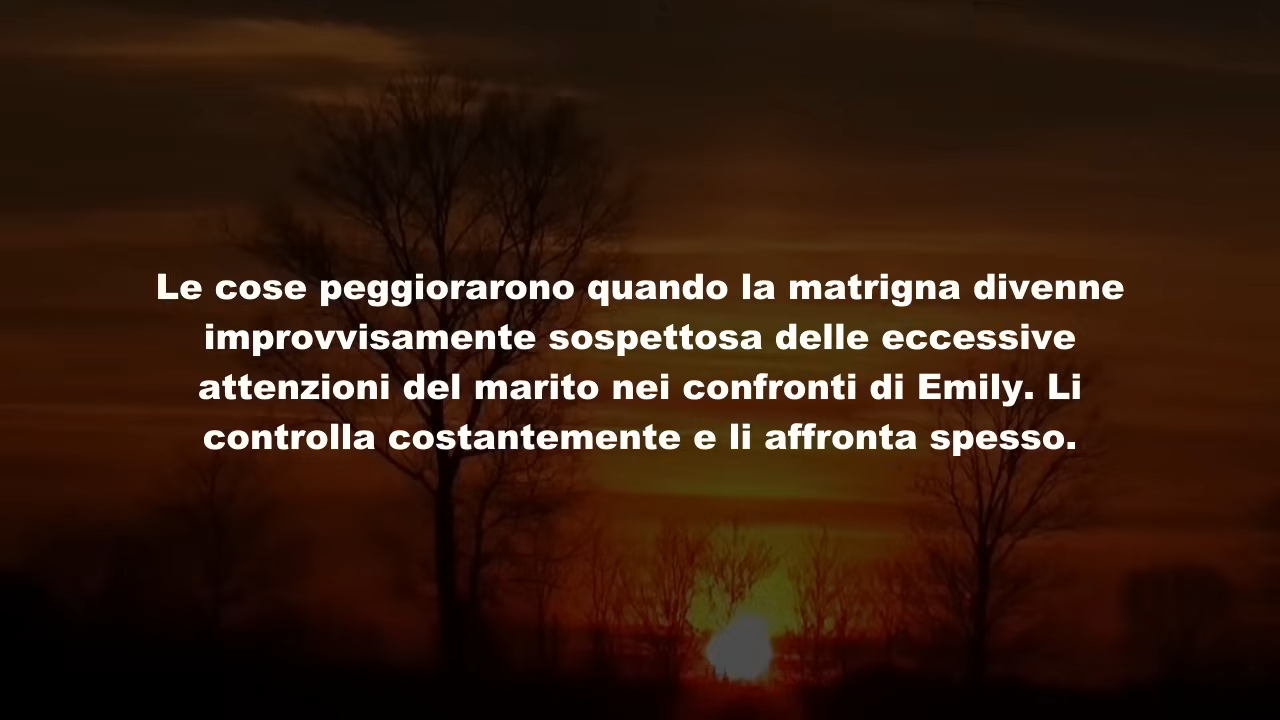 Le cose peggiorarono quando la matrigna divenne
improvvisamente sospettosa delle eccessive
attenzioni del marito nei confronti di Emily. Li
controlla costantemente e li affronta spesso.